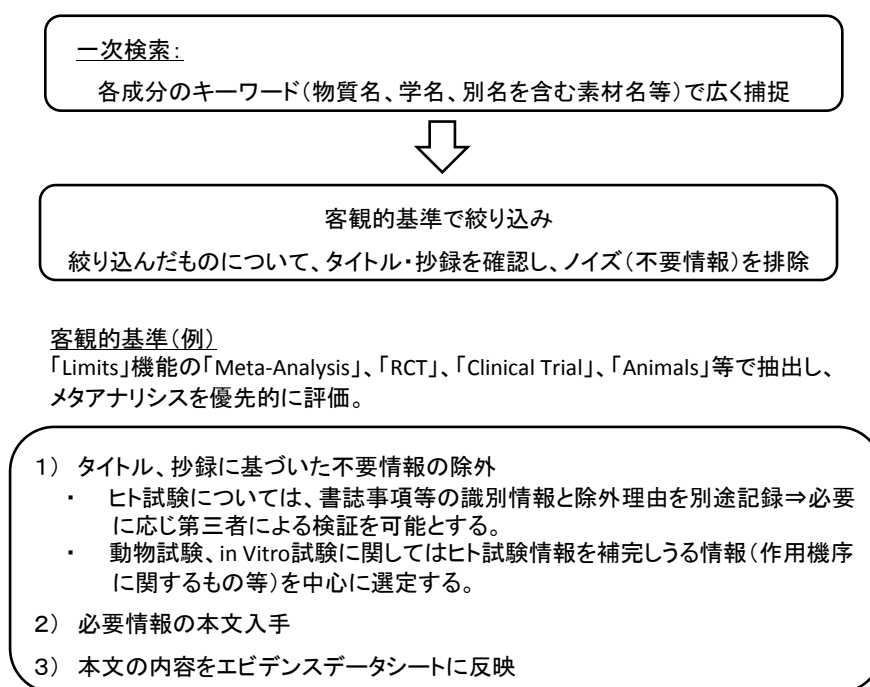 一次検索：
各成分のキーワード（物質名、学名、別名を含む素材名等）で広く捕捉
客観的基準で絞り込み
絞り込んだものについて、タイトル・抄録を確認し、ノイズ（不要情報）を排除
客観的基準（例）
「Limits」機能の「Meta-Analysis」、「RCT」、「Clinical Trial」、「Animals」等で抽出し、
メタアナリシスを優先的に評価。
１） タイトル、抄録に基づいた不要情報の除外
・ ヒト試験については、書誌事項等の識別情報と除外理由を別途記録⇒必要
に応じ第三者による検証を可能とする。
・ 動物試験、in Vitro試験に関してはヒト試験情報を補完しうる情報（作用機序
に関するもの等）を中心に選定する。
２） 必要情報の本文入手
３） 本文の内容をエビデンスデータシートに反映